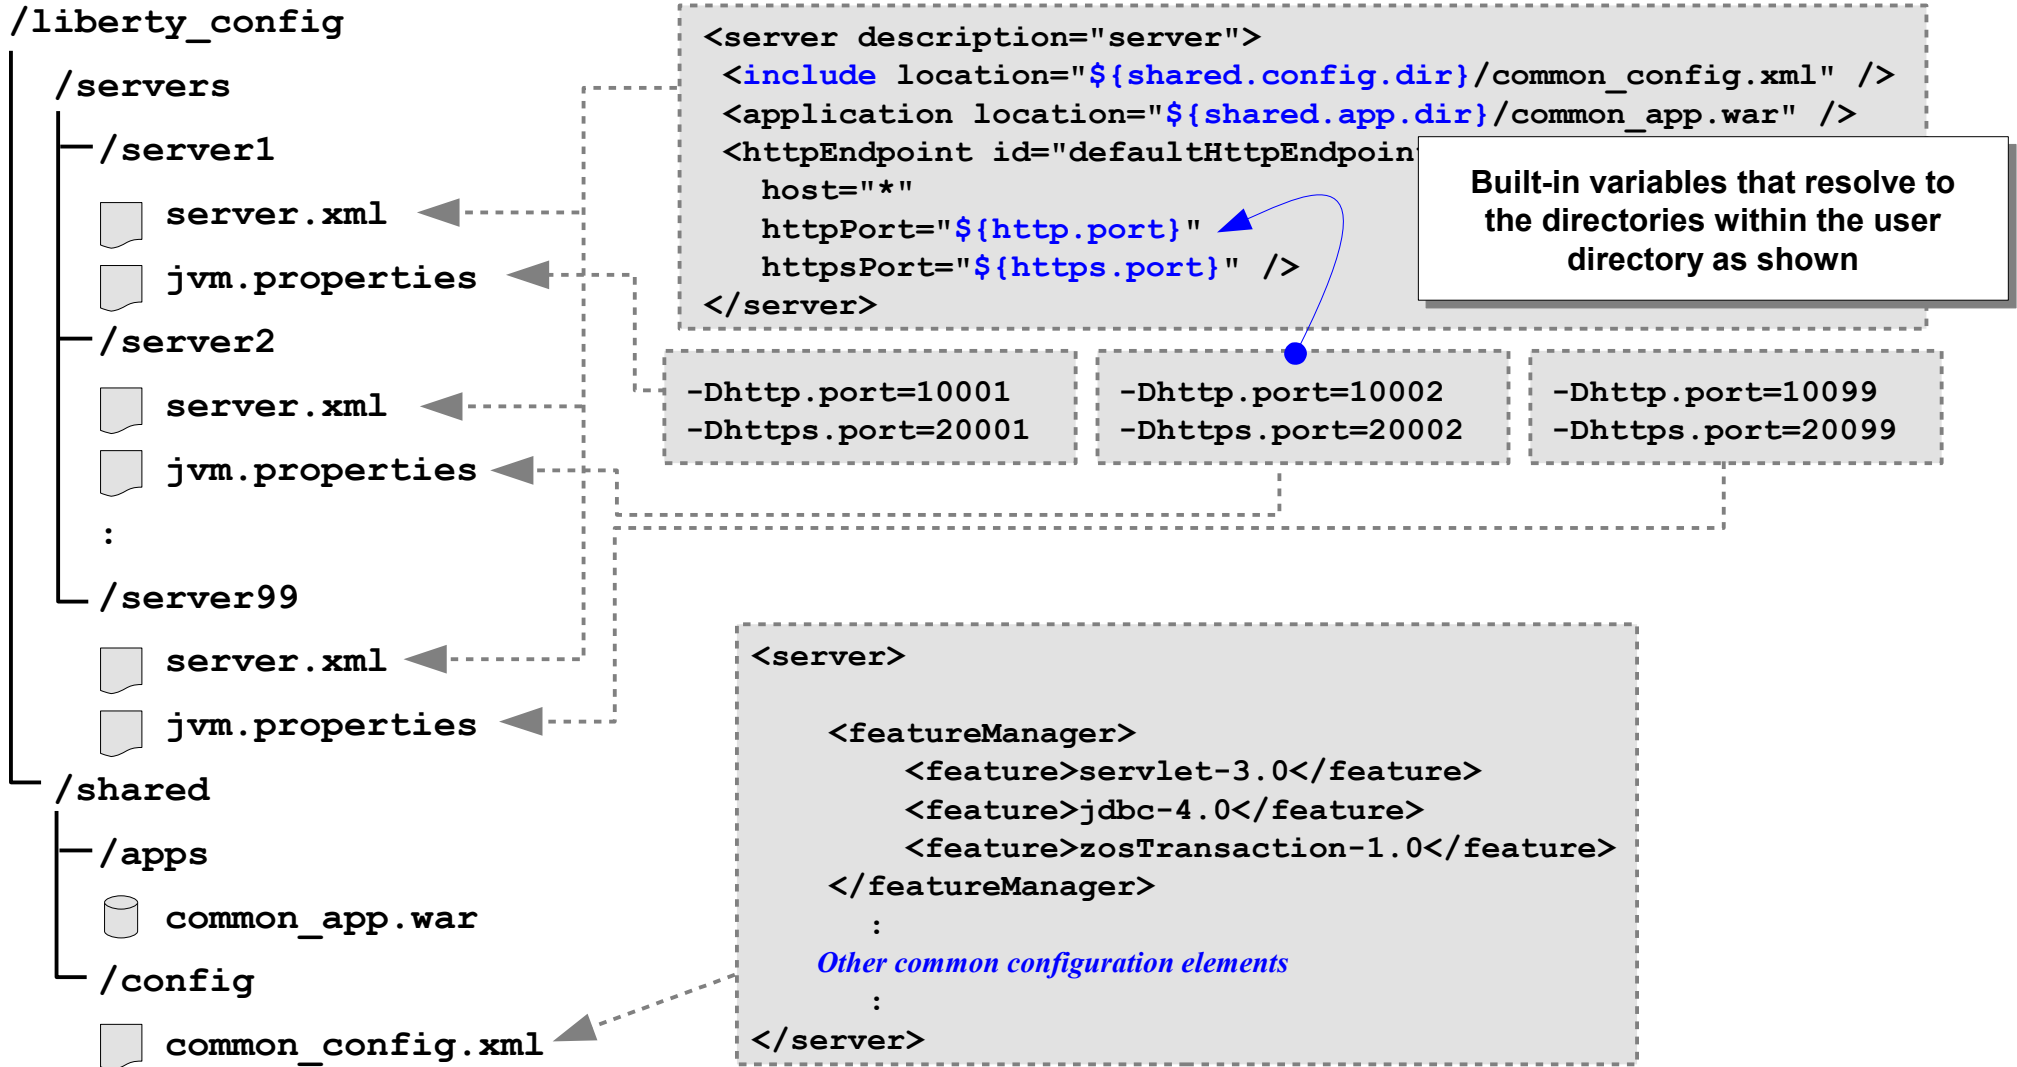 /liberty_config
/servers
/server1
server.xml
jvm.properties
/server2
server.xml
jvm.properties
:
/server99
server.xml
jvm.properties
/shared
/apps
common_app.war
/config
common_config.xml
<server description="server">
<include location="${shared.config.dir}/common_config.xml" />
<application location="${shared.app.dir}/common_app.war" />
<httpEndpoint id="defaultHttpEndpoint
host="*"
httpPort="${http.port}"
httpsPort="${https.port}" />
</server>
Built-in variables that resolve to
the directories within the user
directory as shown
-Dhttp.port=10001
-Dhttps.port=20001
-Dhttp.port=10002
-Dhttps.port=20002
-Dhttp.port=10099
-Dhttps.port=20099
<server>
<featureManager>
<feature>servlet-3.0</feature>
<feature>jdbc-4.0</feature>
<feature>zosTransaction-1.0</feature>
</featureManager>
:
Other common configuration elements
:
</server>